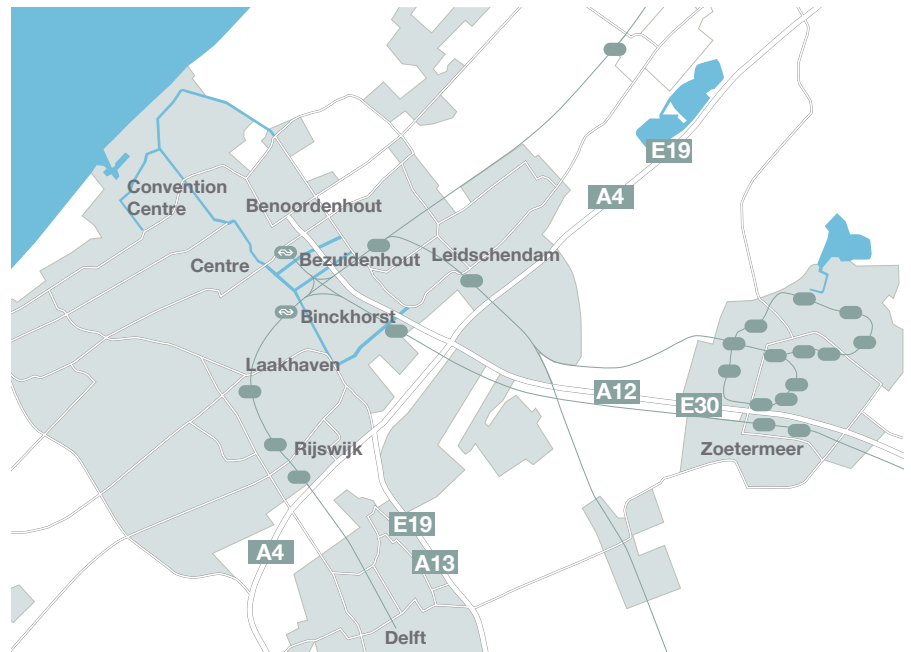 E19
Convention
Centre
A4
Benoordenhout
Leidschendam
Bezuidenhout
Centre
Binckhorst
Laakhaven
A12
E30
Rijswijk
Zoetermeer
E19
A4
A13
Delft